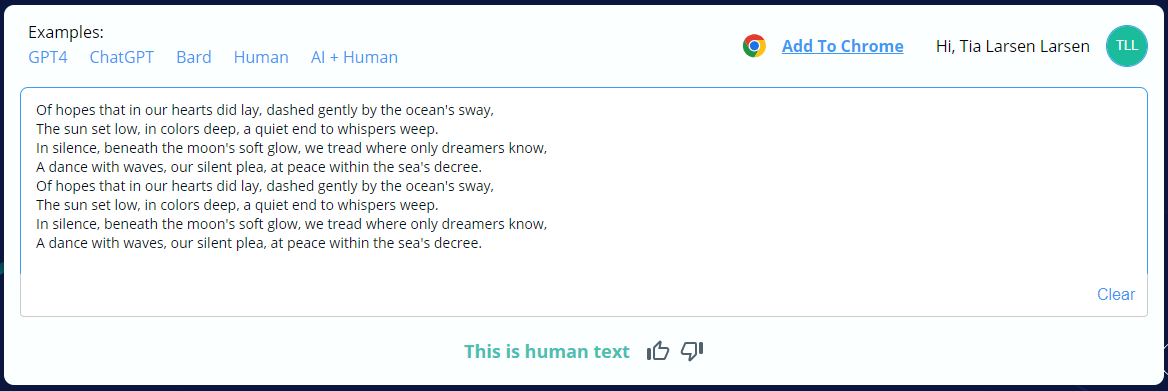 Examples:
GPT4 ChatGPT Bard Human AI + Human
Add To Chrome Hi, Tia Larsen Larsen TLL
Of hopes that in our hearts did lay, dashed gently by the ocean's sway,
The sun set low, in colors deep, a quiet end to whispers weep.
In silence, beneath the moon's soft glow, we tread where only dreamers know,
A dance with waves, our silent plea, at peace within the sea's decree.
Of hopes that in our hearts did lay, dashed gently by the ocean's sway,
The sun set low, in colors deep, a quiet end to whispers weep.
In silence, beneath the moon's soft glow, we tread where only dreamers know,
A dance with waves, our silent plea, at peace within the sea's decree.
Clear
This is human text